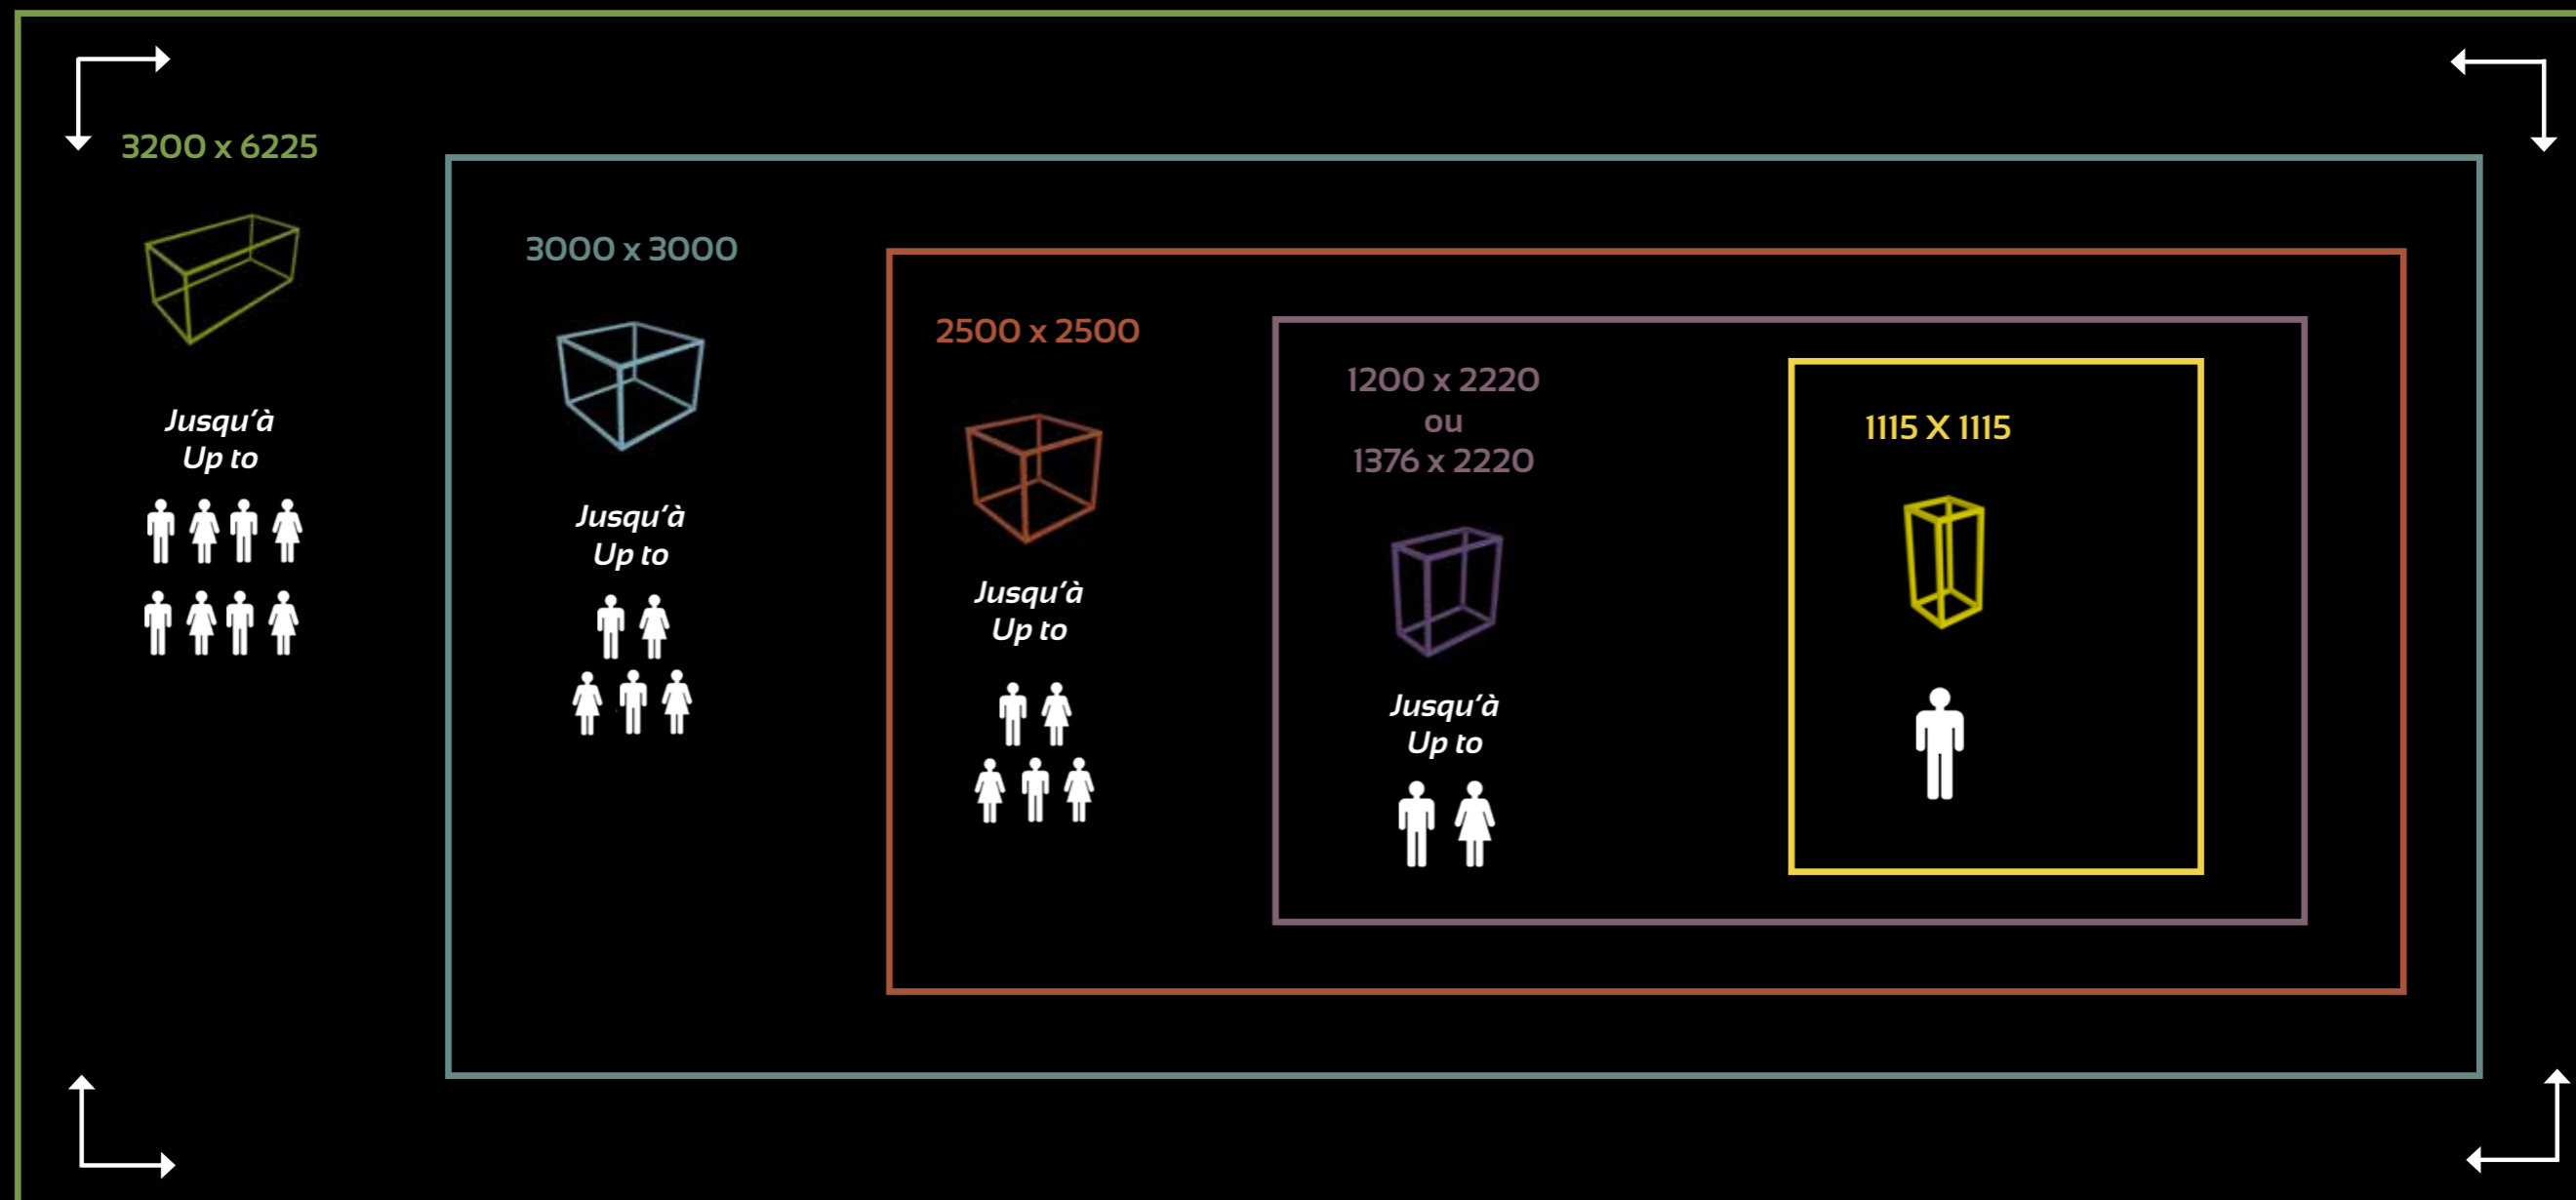 3200 x 6225
Jusqu'à
Up to
3000 x 3000
Jusqu'à
Up to
2500 x 2500
Jusqu'à
Up to
1200 x 2220
ou
1376 x 2220
Jusqu'à
Up to
1115 X 1115